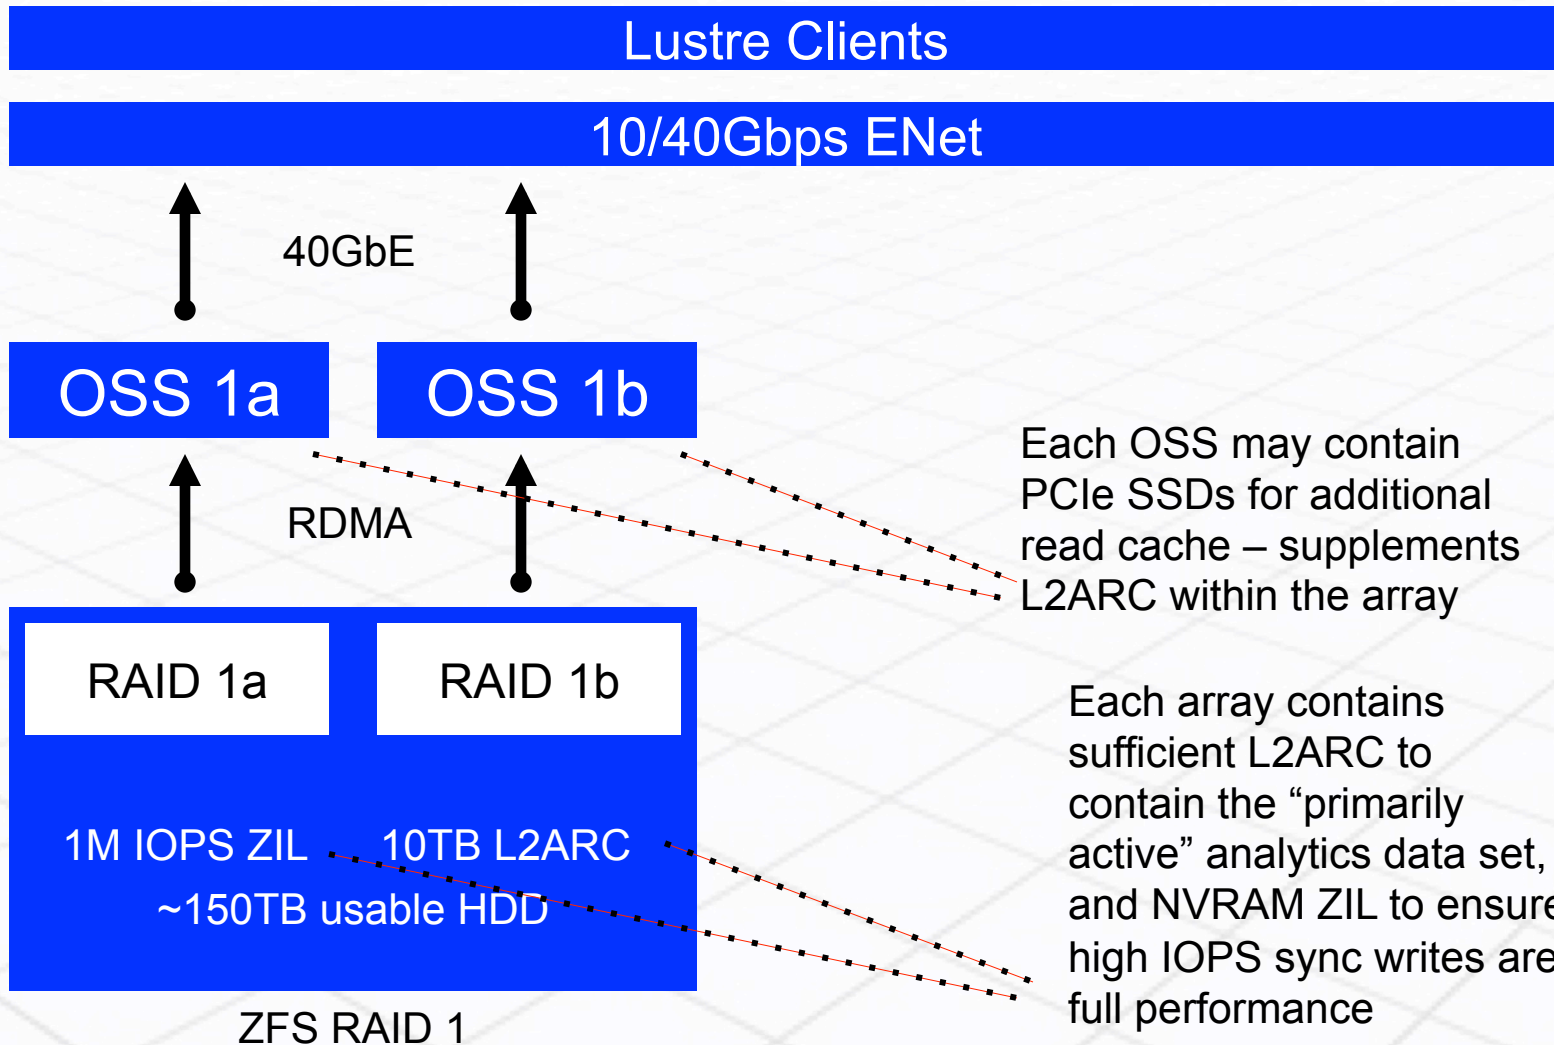 Lustre Clients
10/40Gbps ENet
40GbE
OSS 1a
OSS 1b
RDMA
Each OSS may contain
PCIe SSDs for additional
read cache – supplements
L2ARC within the array
RAID 1a
RAID 1b
1M IOPS ZIL
10TB L2ARC
~150TB usable HDD
ZFS RAID 1
Each array contains
sufficient L2ARC to
contain the “primarily
active” analytics data set,
and NVRAM ZIL to ensure
high IOPS sync writes are
full performance